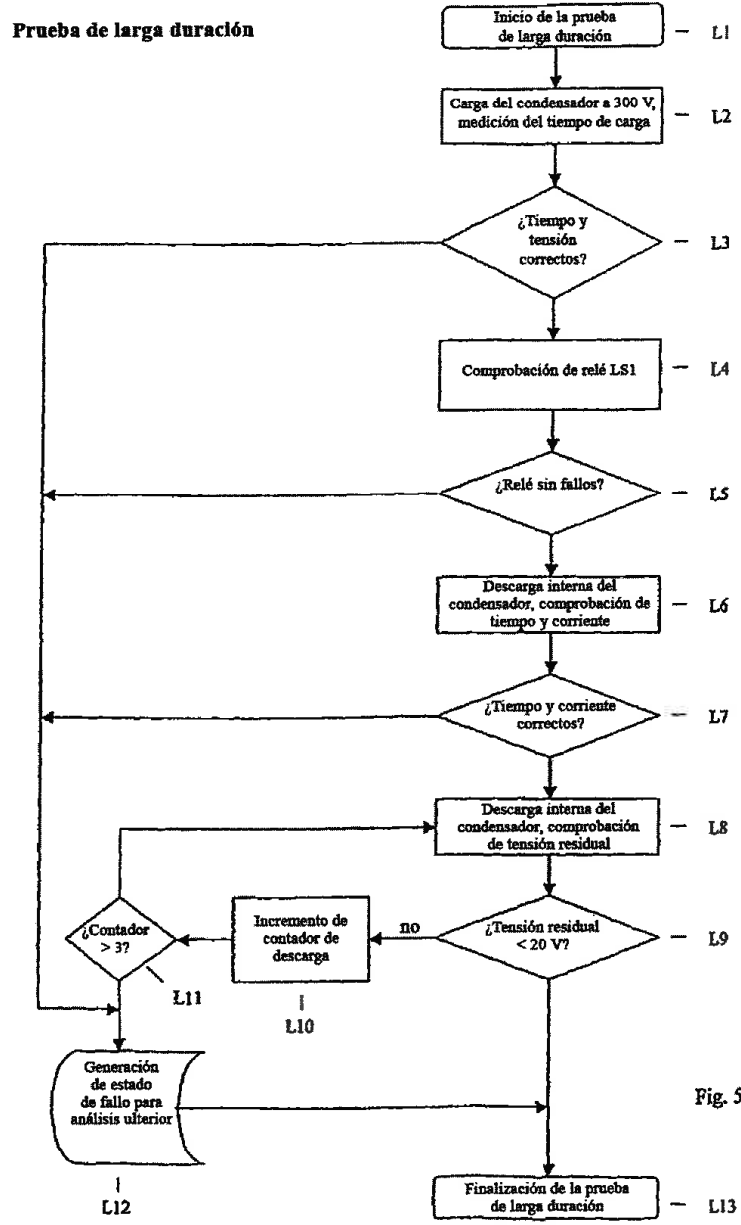 Prueba de larga duración
Inicio de la prueba
de larga duración
L1
Carga del condensador a 300 V,
medición del tiempo de carga
L2
¿Tiempo y
tensión
correctos?
L3
Comprobación de relé LS1
L4
¿Relé sin fallos?
L5
Descarga interna del
condensador, comprobación de
tiempo y corriente
L6
¿Tiempo y corriente
correctos?
L7
Descarga interna del
condensador, comprobación
de tensión residual
L8
¿Tensión residual
< 20 V?
L9
no
Incremento de
contador de
descarga
L10
¿Contador
> 3?
L11
Generación
de estado
de fallo para
análisis ulterior
L12
Fig. 5
Finalización de la prueba
de larga duración
L13